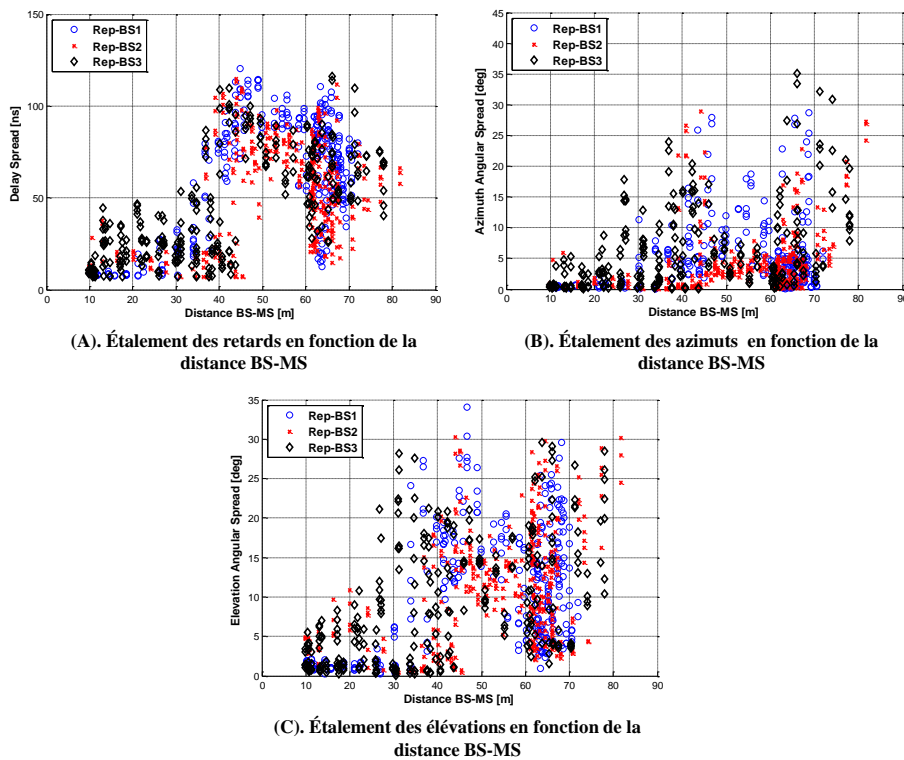 150
100
50
0
Delay Spread [ns]
Rep-BS1
Rep-BS2
Rep-BS3
0 10 20 30 40 50 60 70 80 90
Distance BS-MS [m]
(A). Étalement des retards en fonction de la
distance BS-MS
45
40
35
30
25
20
15
10
5
0
Azimuth Angular Spread [deg]
Rep-BS1
Rep-BS2
Rep-BS3
0 10 20 30 40 50 60 70 80 90
Distance BS-MS [m]
(B). Étalement des azimuts en fonction de la
distance BS-MS
35
30
25
20
15
10
5
0
Elevation Angular Spread [deg]
Rep-BS1
Rep-BS2
Rep-BS3
0 10 20 30 40 50 60 70 80 90
Distance BS-MS [m]
(C). Étalement des élévations en fonction de la
distance BS-MS